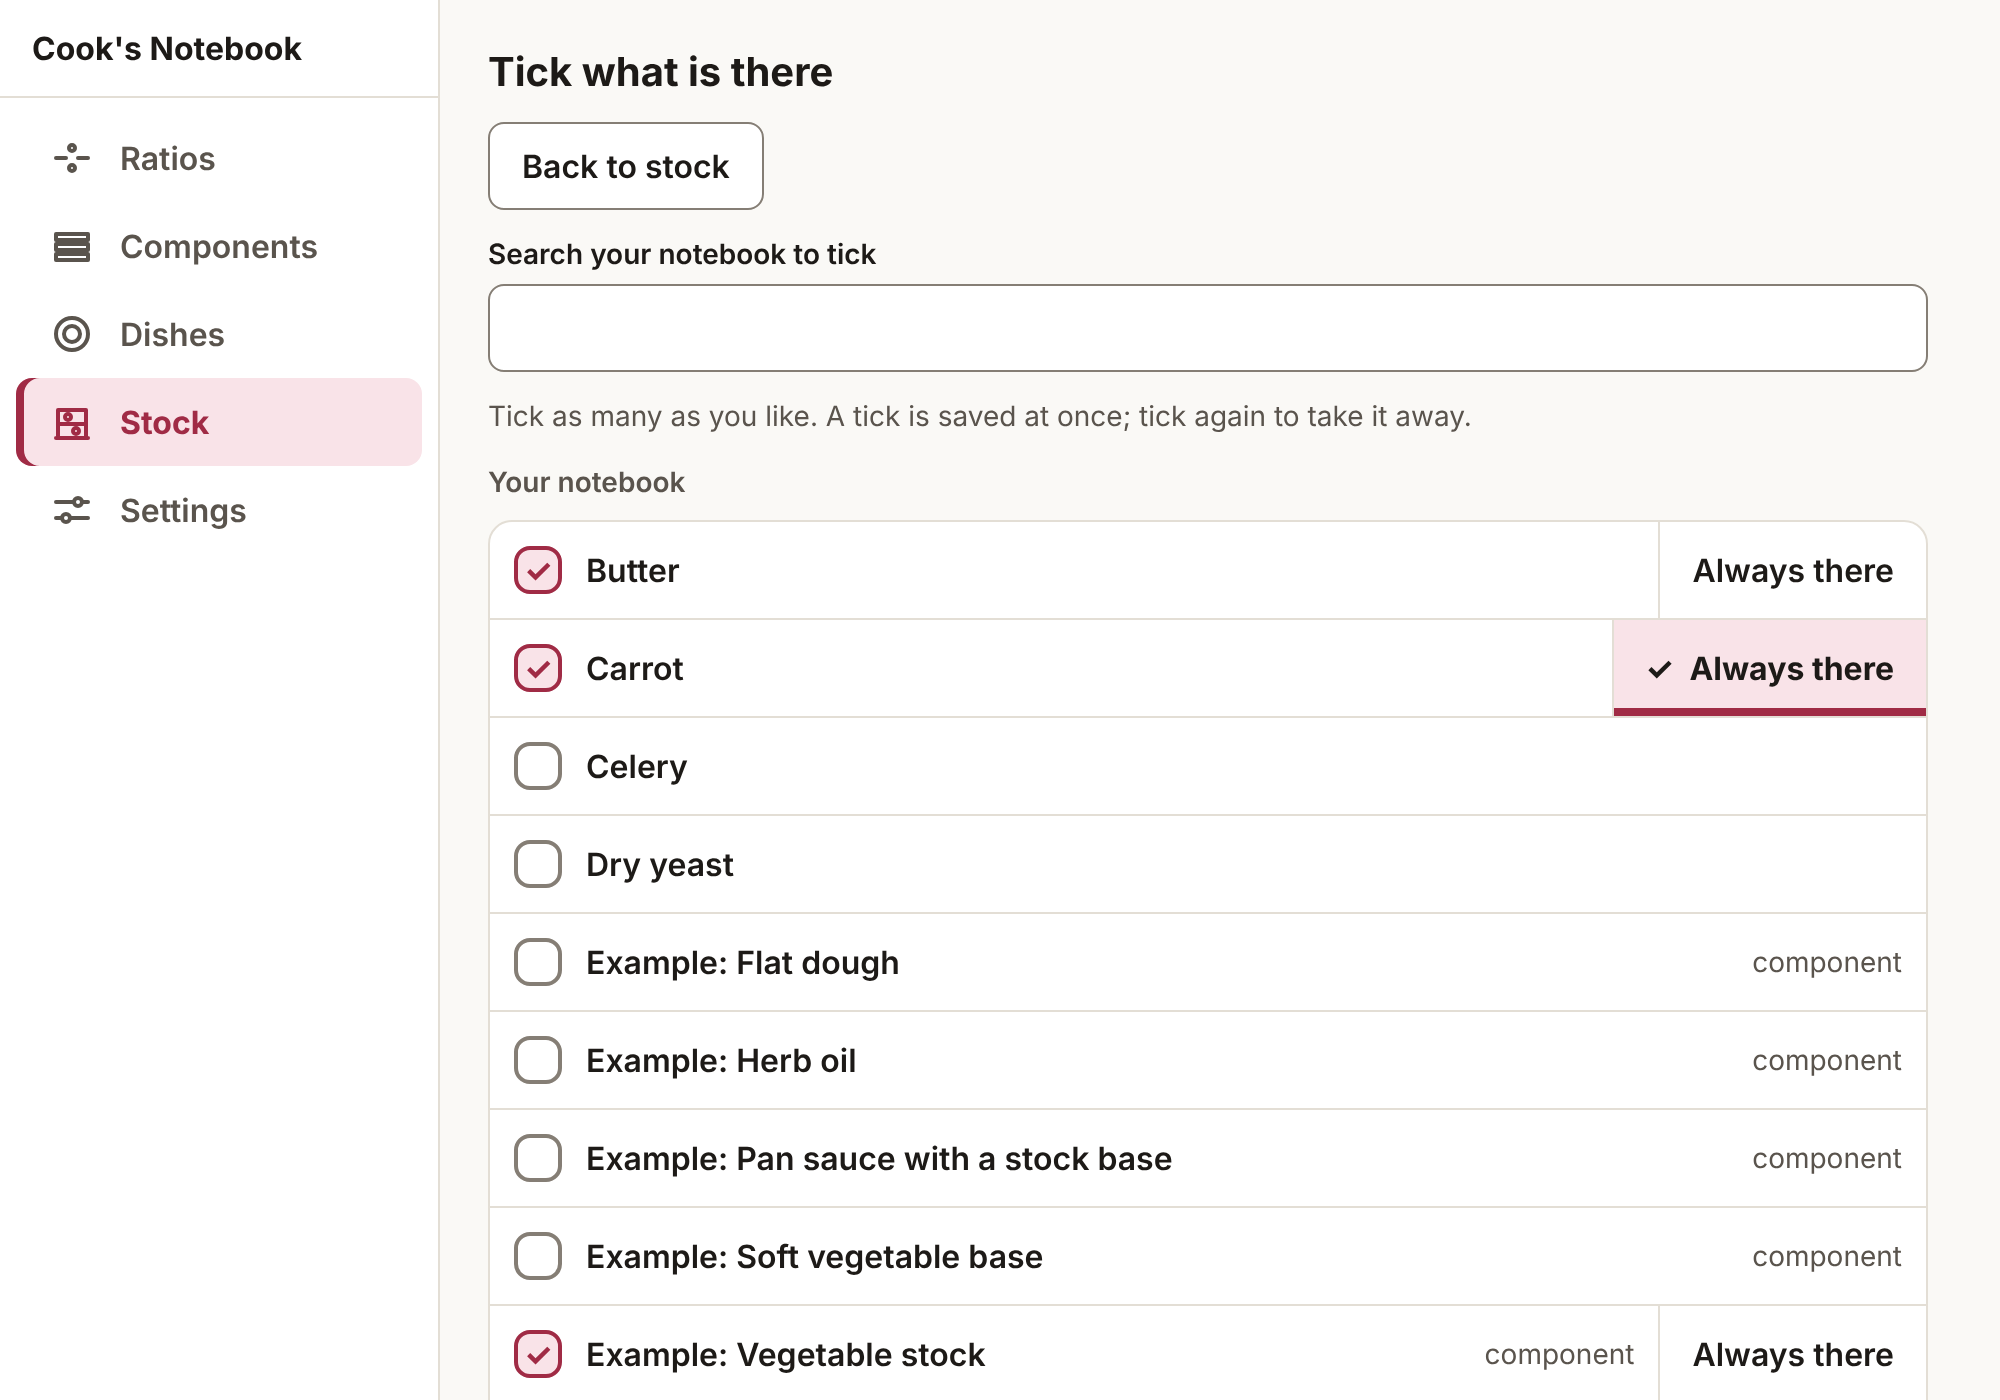 Cook's Notebook
Ratios
Components
Dishes
Stock
Settings
Tick what is there
Back to stock
Search your notebook to tick
Tick as many as you like. A tick is saved at once; tick again to take it away.
Your notebook
Butter Always there
Carrot Always there
Celery
Dry yeast
Example: Flat dough component
Example: Herb oil component
Example: Pan sauce with a stock base component
Example: Soft vegetable base component
Example: Vegetable stock component Always there